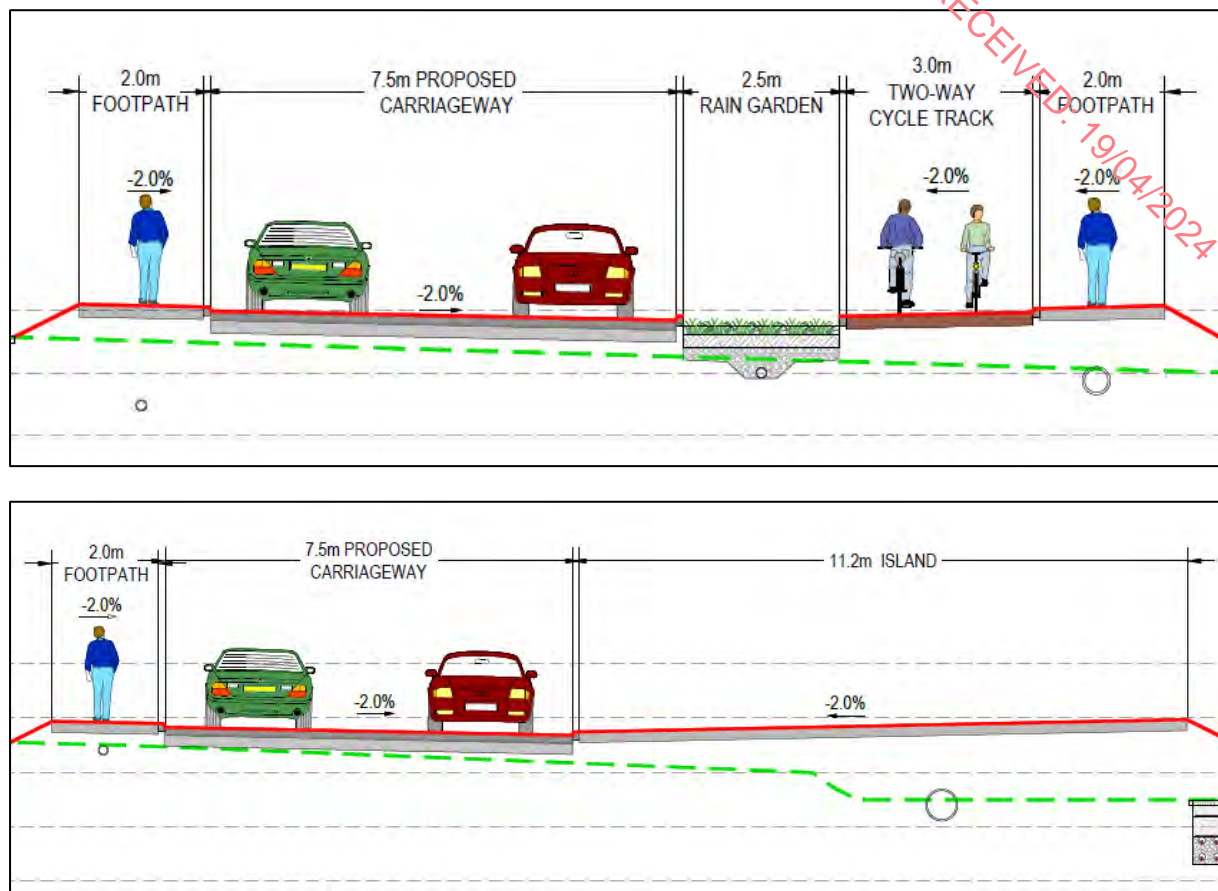 RECEIVED: 19/04/2024
2.0m
FOOTPATH
7.5m PROPOSED
CARRIAGEWAY
2.5m
RAIN GARDEN
3.0m
TWO-WAY
CYCLE TRACK
2.0m
FOOTPATH
-2.0%
-2.0%
-2.0%
-2.0%
2.0m
FOOTPATH
7.5m PROPOSED
CARRIAGEWAY
11.2m ISLAND
-2.0%
-2.0%
-2.0%